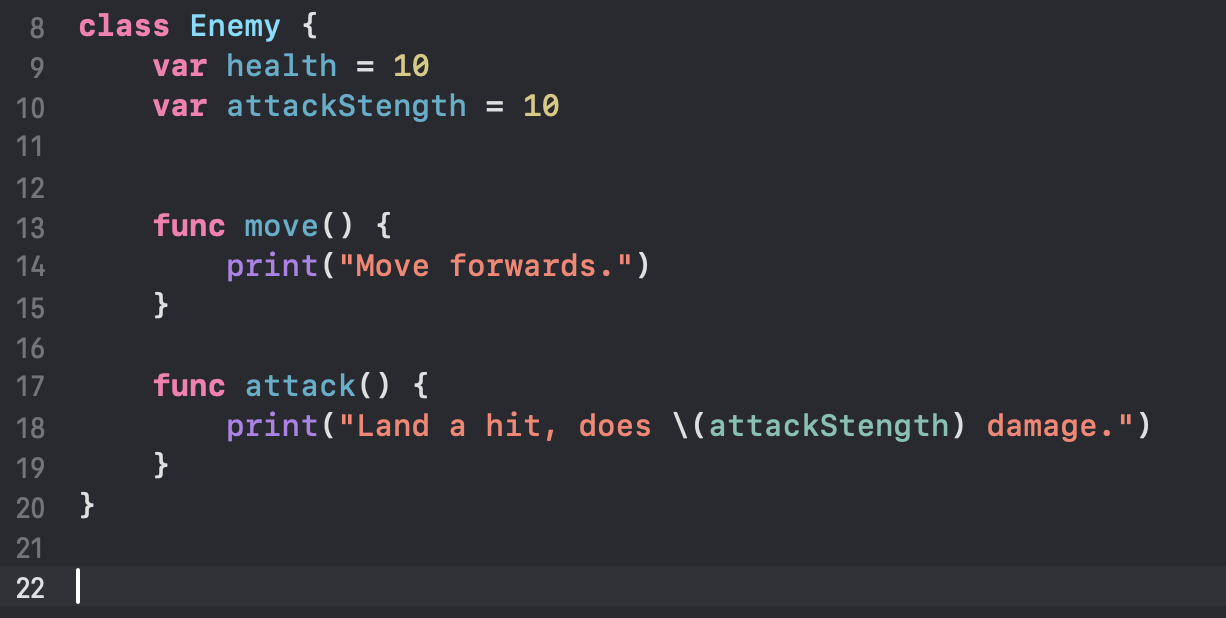 8 class Enemy {
9 var health = 10
10 var attackStength = 10
11
12
13 func move() {
14 print("Move forwards.")
15 }
16
17 func attack() {
18 print("Land a hit, does \(attackStength) damage.")
19 }
20 }
21
22